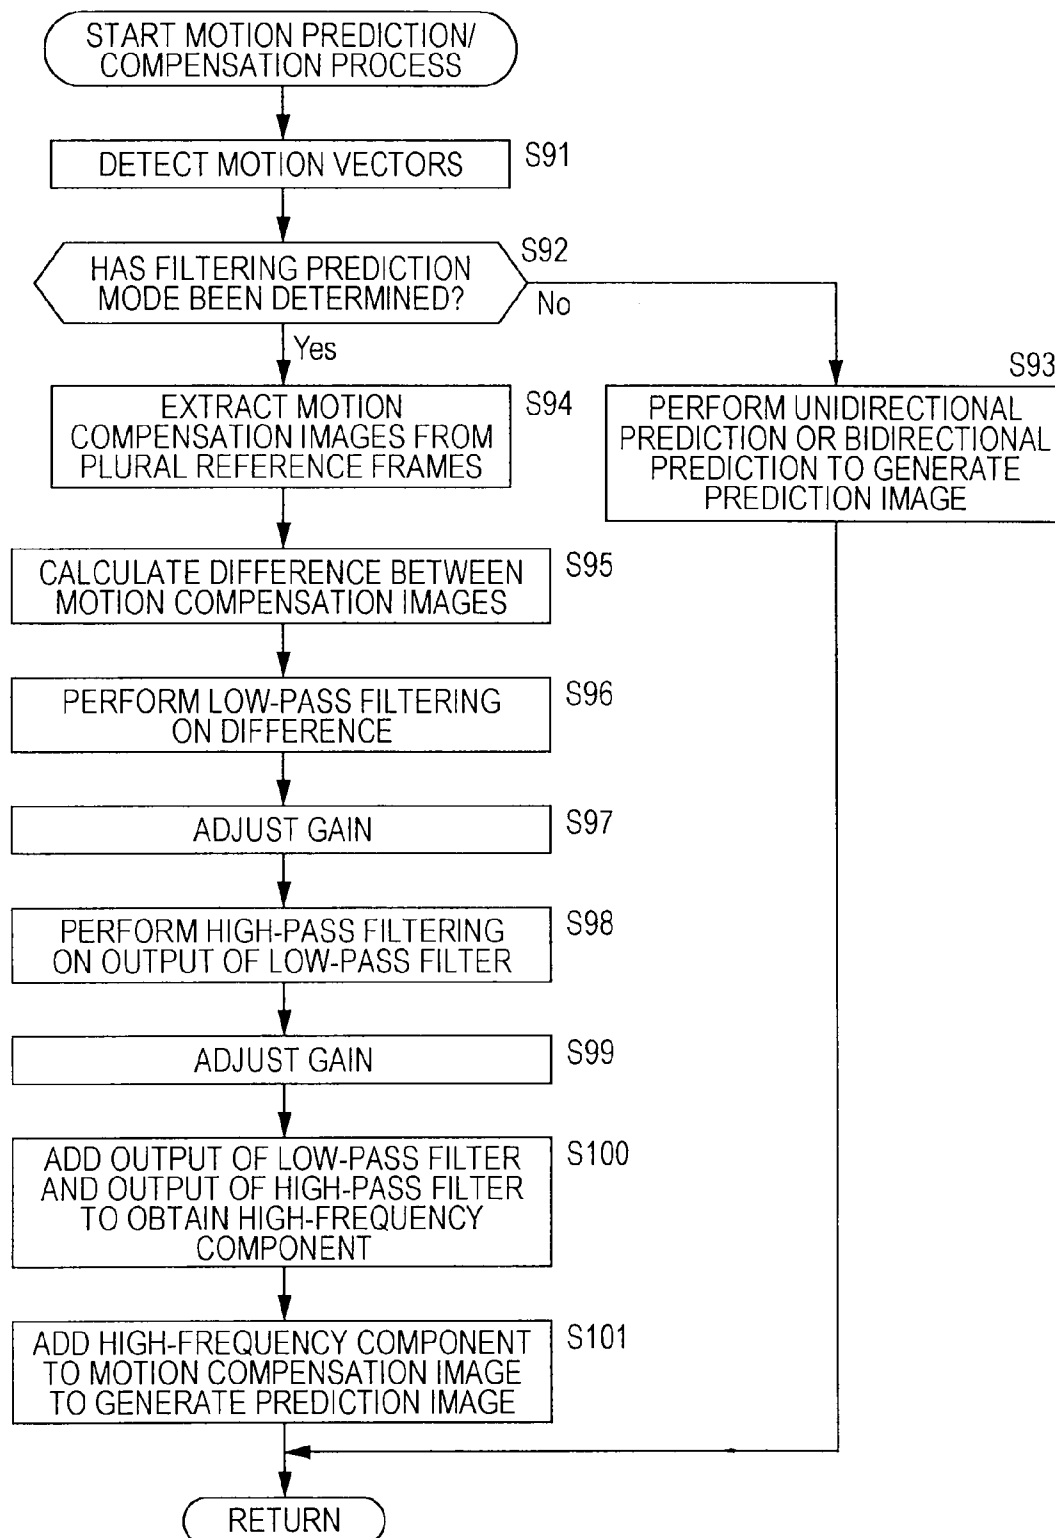 START MOTION PREDICTION/
COMPENSATION PROCESS
DETECT MOTION VECTORS
S91
HAS FILTERING PREDICTION
MODE BEEN DETERMINED?
S92
No
Yes
S93
PERFORM UNIDIRECTIONAL
PREDICTION OR BIDIRECTIONAL
PREDICTION TO GENERATE
PREDICTION IMAGE
EXTRACT MOTION
COMPENSATION IMAGES FROM
PLURAL REFERENCE FRAMES
S94
CALCULATE DIFFERENCE BETWEEN
MOTION COMPENSATION IMAGES
S95
PERFORM LOW-PASS FILTERING
ON DIFFERENCE
S96
ADJUST GAIN
S97
PERFORM HIGH-PASS FILTERING
ON OUTPUT OF LOW-PASS FILTER
S98
ADJUST GAIN
S99
ADD OUTPUT OF LOW-PASS FILTER
AND OUTPUT OF HIGH-PASS FILTER
TO OBTAIN HIGH-FREQUENCY
COMPONENT
S100
ADD HIGH-FREQUENCY COMPONENT
TO MOTION COMPENSATION IMAGE
TO GENERATE PREDICTION IMAGE
S101
RETURN